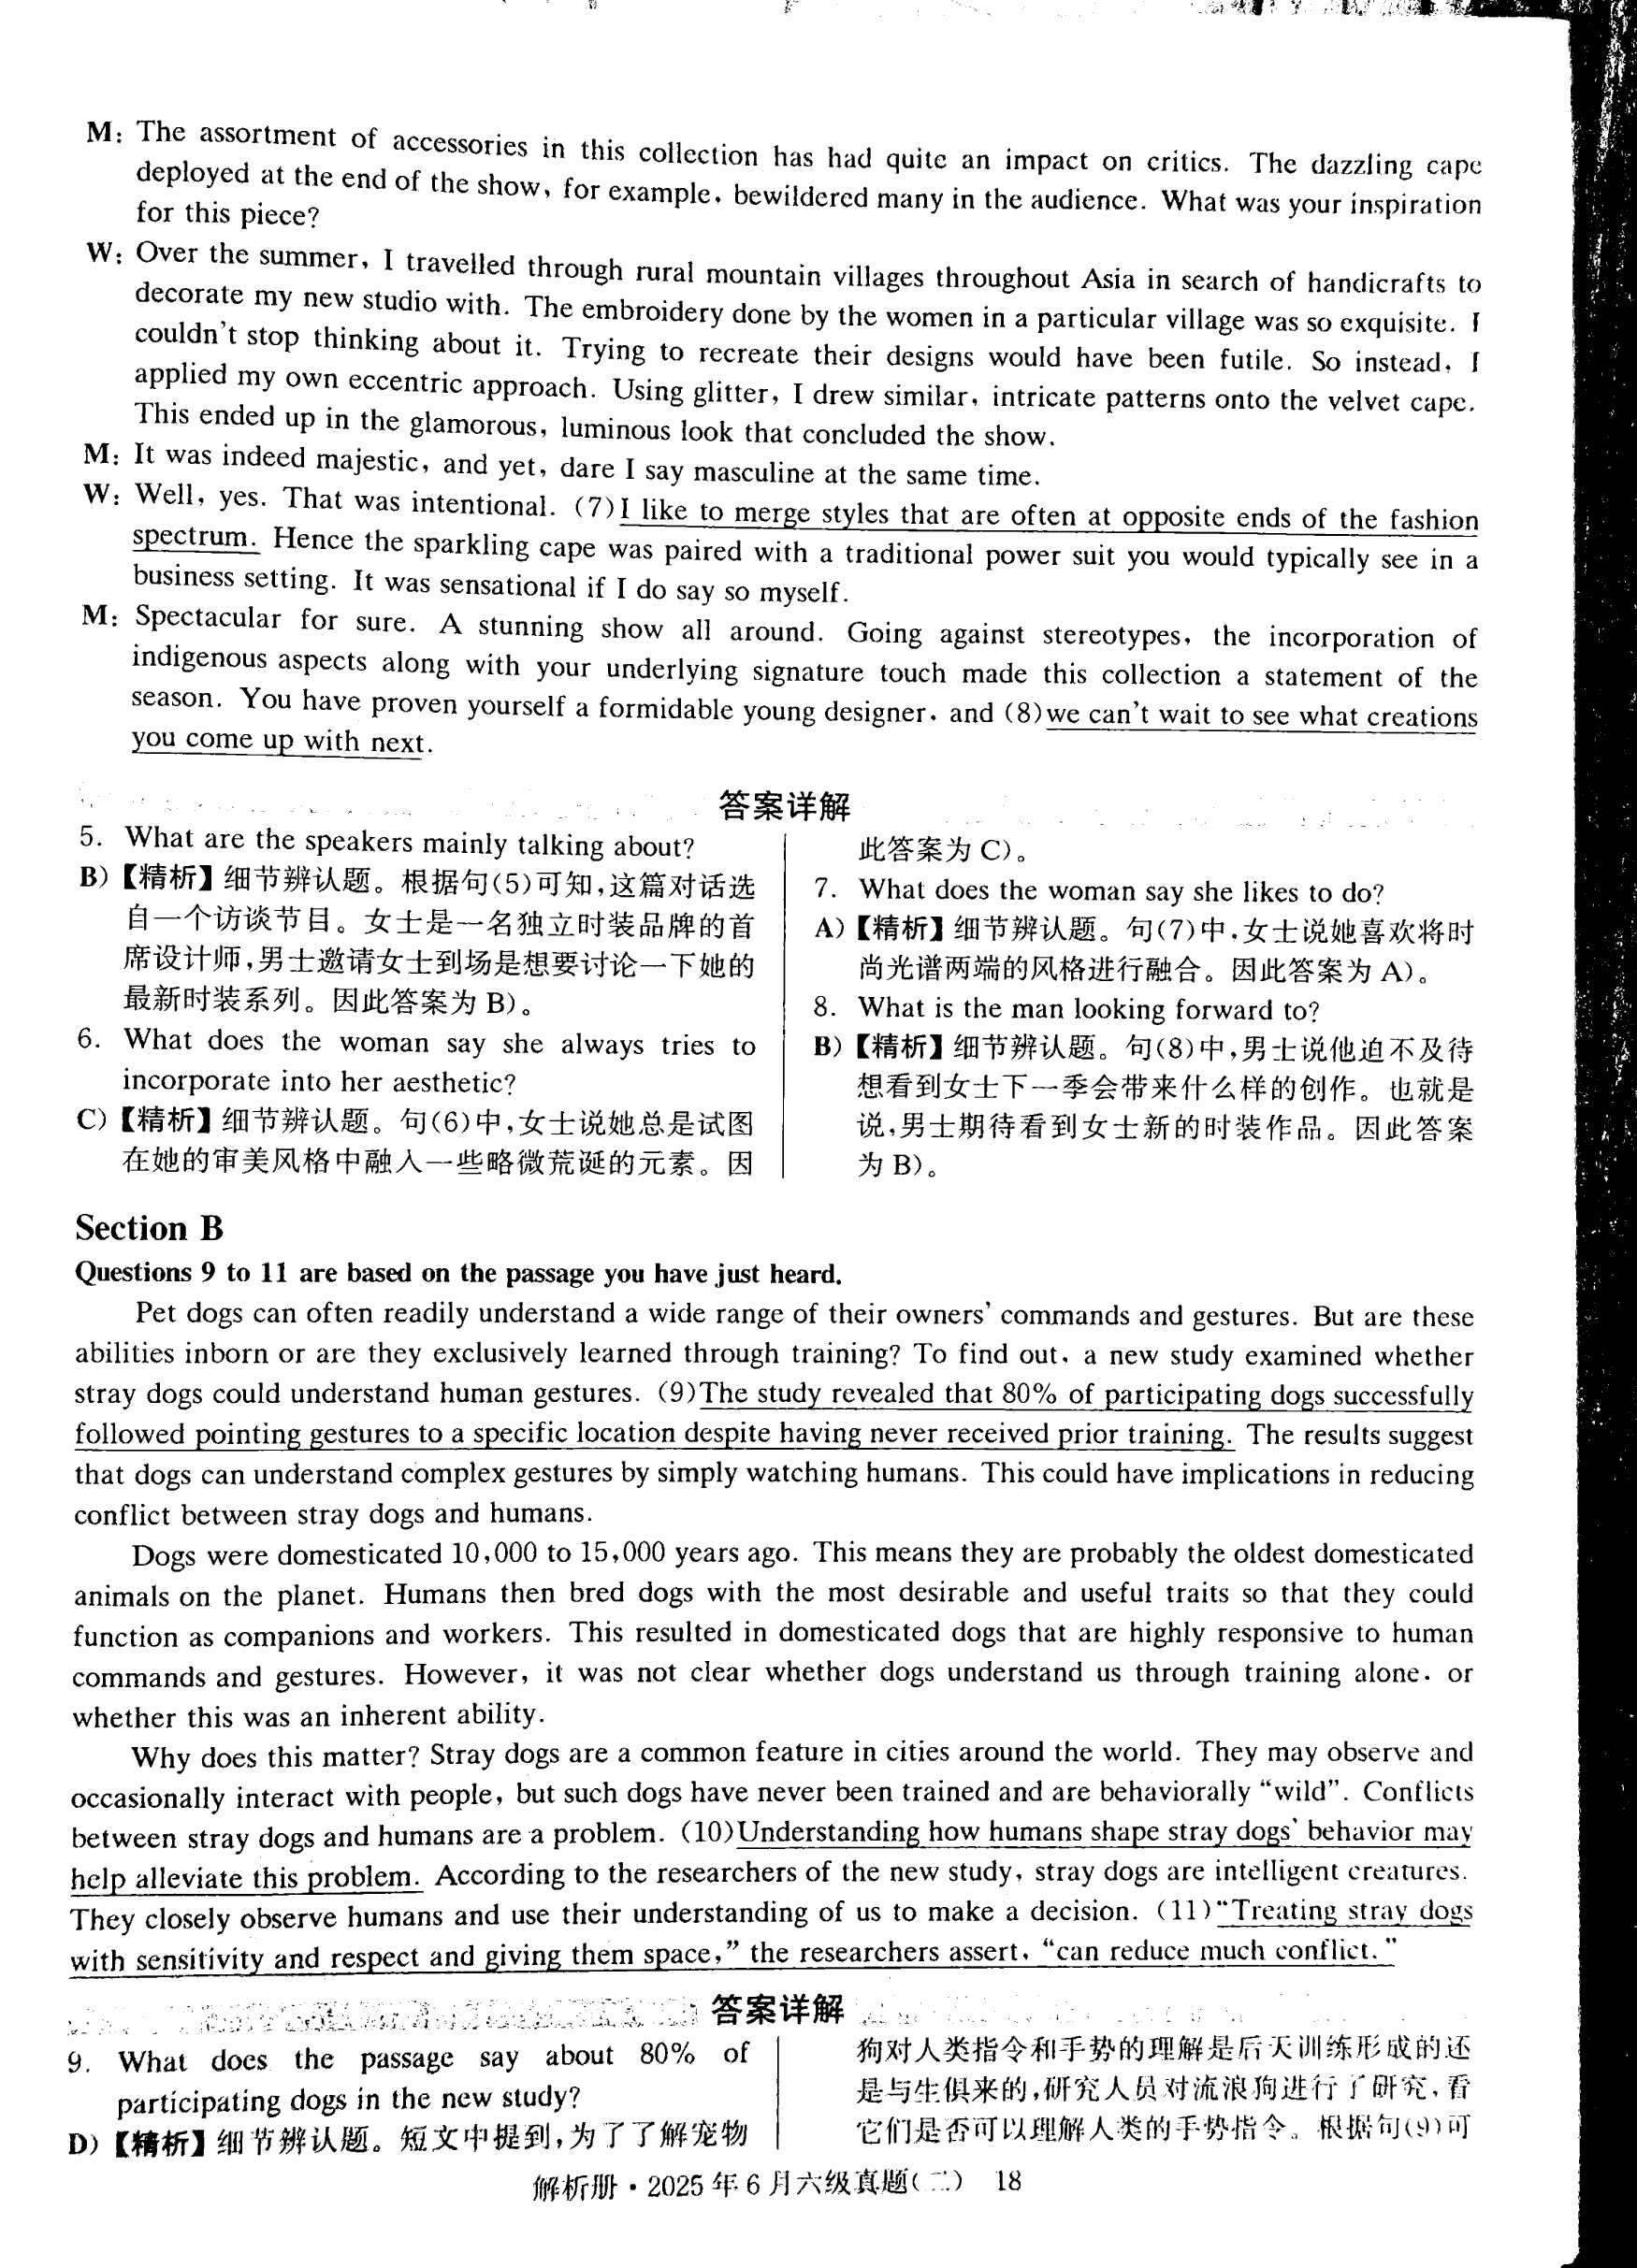 M: The assortment of accessories in this collection has had quite an impact on critics. The dazzling cape
deployed at the end of the show, for example, bewildered many in the audience. What was your inspiration
for this piece?
W: Over the summer, I travelled through rural mountain villages throughout Asia in search of handicrafts to
decorate my new studio with. The embroidery done by the women in a particular village was so exquisite. I
couldn't stop thinking about it. Trying to recreate their designs would have been futile. So instead, I
applied my own eccentric approach. Using glitter, I drew similar, intricate patterns onto the velvet cape.
This ended up in the glamorous, luminous look that concluded the show.
M: It was indeed majestic, and yet, dare I say masculine at the same time.
W: Well, yes. That was intentional. (7)I like to merge styles that are often at opposite ends of the fashion
spectrum. Hence the sparkling cape was paired with a traditional power suit you would typically see in a
business setting. It was sensational if I do say so myself.
M: Spectacular for sure. A stunning show all around. Going against stereotypes, the incorporation of
indigenous aspects along with your underlying signature touch made this collection a statement of the
season. You have proven yourself a formidable young designer, and (8)we can't wait to see what creations
you come up with next.
答案详解
5. What are the speakers mainly talking about?
B)【精析】细节辨认题。根据句(5)可知,这篇对话选
自一个访谈节目。女士是一名独立时装品牌的首
席设计师,男士邀请女士到场是想要讨论一下她的
最新时装系列。因此答案为 B)。
6. What does the woman say she always tries to
incorporate into her aesthetic?
C)【精析】细节辨认题。句(6)中,女士说她总是试图
在她的审美风格中融入一些略微荒诞的元素。因
此答案为 C)。
7. What does the woman say she likes to do?
A)【精析】细节辨认题。句(7)中,女士说她喜欢将时
尚光谱两端的风格进行融合。因此答案为 A)。
8. What is the man looking forward to?
B)【精析】细节辨认题。句(8)中,男士说他迫不及待
想看到女士下一季会带来什么样的创作。也就是
说,男士期待看到女士新的时装作品。因此答案
为 B)。
Section B
Questions 9 to 11 are based on the passage you have just heard.
Pet dogs can often readily understand a wide range of their owners' commands and gestures. But are these
abilities inborn or are they exclusively learned through training? To find out, a new study examined whether
stray dogs could understand human gestures. (9)The study revealed that 80% of participating dogs successfully
followed pointing gestures to a specific location despite having never received prior training. The results suggest
that dogs can understand complex gestures by simply watching humans. This could have implications in reducing
conflict between stray dogs and humans.
Dogs were domesticated 10,000 to 15,000 years ago. This means they are probably the oldest domesticated
animals on the planet. Humans then bred dogs with the most desirable and useful traits so that they could
function as companions and workers. This resulted in domesticated dogs that are highly responsive to human
commands and gestures. However, it was not clear whether dogs understand us through training alone, or
whether this was an inherent ability.
Why does this matter? Stray dogs are a common feature in cities around the world. They may observe and
occasionally interact with people, but such dogs have never been trained and are behaviorally “wild”. Conflicts
between stray dogs and humans are a problem. (10)Understanding how humans shape stray dogs' behavior may
help alleviate this problem. According to the researchers of the new study, stray dogs are intelligent creatures.
They closely observe humans and use their understanding of us to make a decision. (11)“Treating stray dogs
with sensitivity and respect and giving them space,” the researchers assert, “can reduce much conflict.”
答案详解
9. What does the passage say about 80% of
participating dogs in the new study?
D)【精析】细节辨认题。短文中提到,为了了解宠物
狗对人类指令和手势的理解是后天训练形成的还
是与生俱来的,研究人员对流浪狗进行了研究,看
它们是否可以理解人类的手势指令。根据句(9)可
解析册·2025 年 6 月六级真题(二) 18